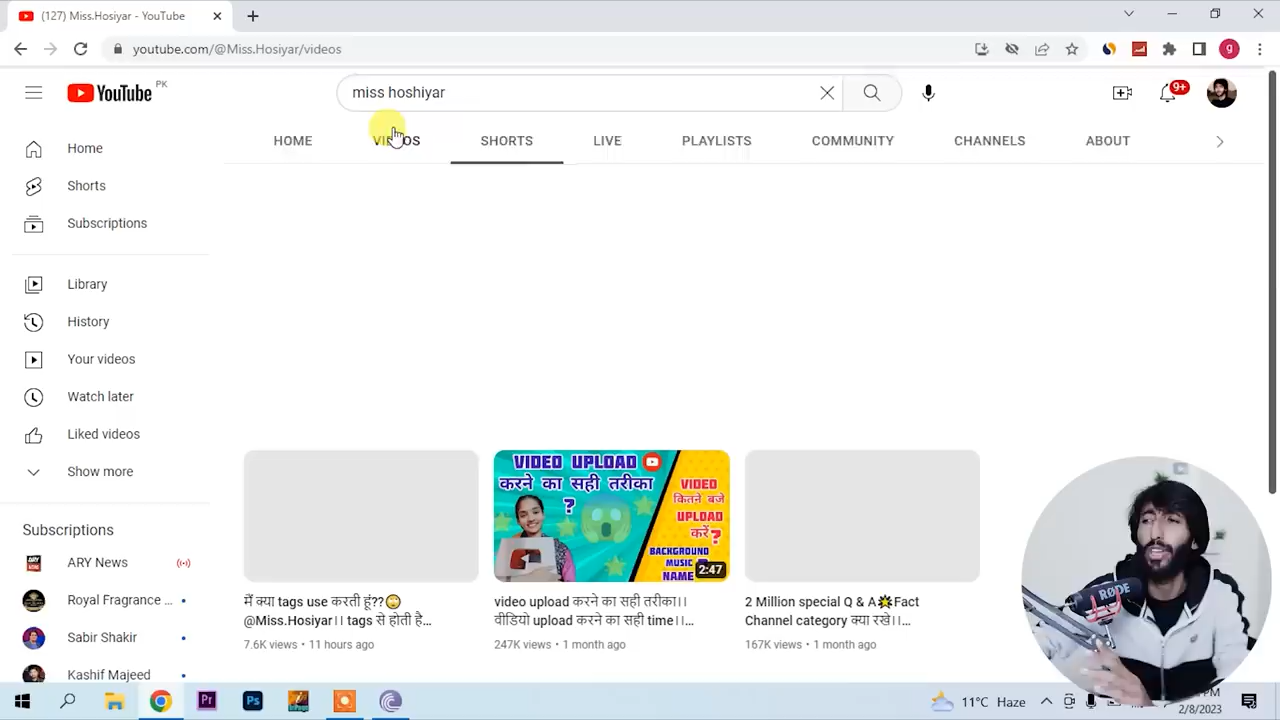 (127) Miss.Hosiyar - YouTube
youtube.com/@Miss.Hosiyar/videos
g
YouTube PK
miss hoshiyar
9+
HOME VIDEOS SHORTS LIVE PLAYLISTS COMMUNITY CHANNELS ABOUT
Home
Shorts
Subscriptions
Library
History
Your videos
Watch later
Liked videos
Show more
Subscriptions
ARY News
Royal Fragrance ...
Sabir Shakir
Kashif Majeed
VIDEO UPLOAD
करने का सही तरीका
?
VIDEO
कितने बजे
UPLOAD
करें?
BACKGROUND
MUSIC
NAME
2:47
मैं क्या tags use करती हूं??
@Miss.Hosiyar।। tags से होती है...
7.6K views • 11 hours ago
video upload करने का सही तरीका।।
वीडियो upload करने का सही time।।...
247K views • 1 month ago
2 Million special Q & A Fact
Channel category क्या रखे।।...
167K views • 1 month ago
RØDE
Pr
Ps
11°C Haze
PM
2/8/2023